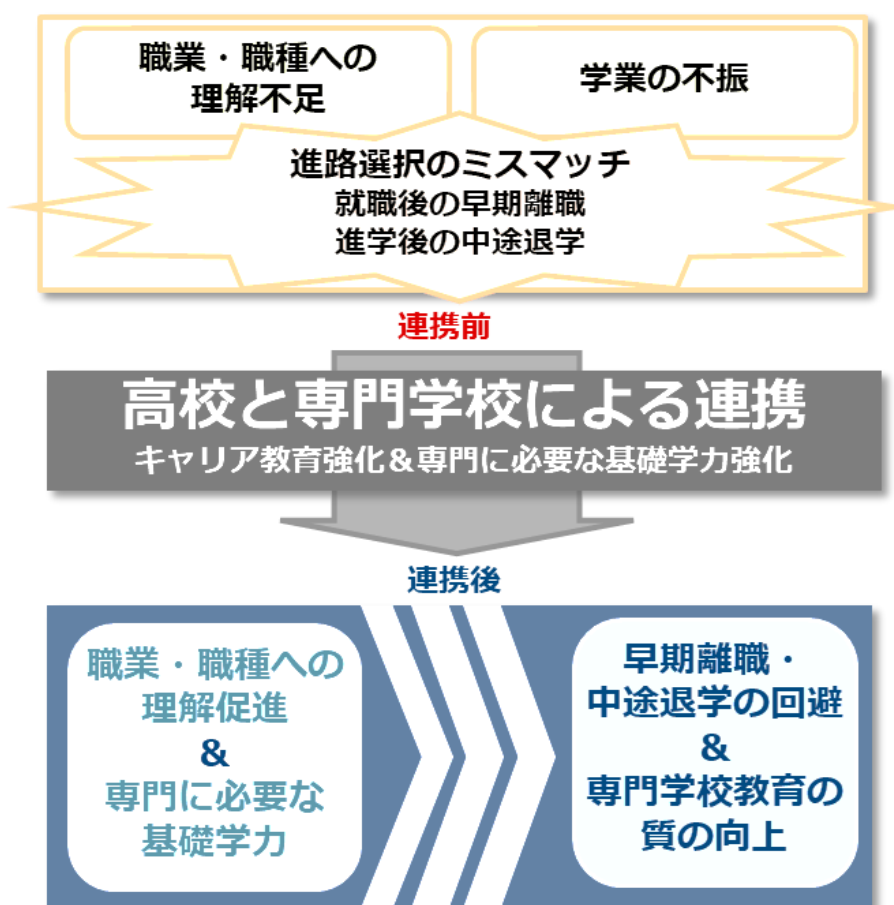 職業・職種への
理解不足
学業の不振
進路選択のミスマッチ
就職後の早期離職
進学後の中途退学
連携前
高校と専門学校による連携
キャリア教育強化＆専門に必要な基礎学力強化
連携後
職業・職種への
理解促進
&
専門に必要な
基礎学力
早期離職・
中途退学の回避
&
専門学校教育の
質の向上